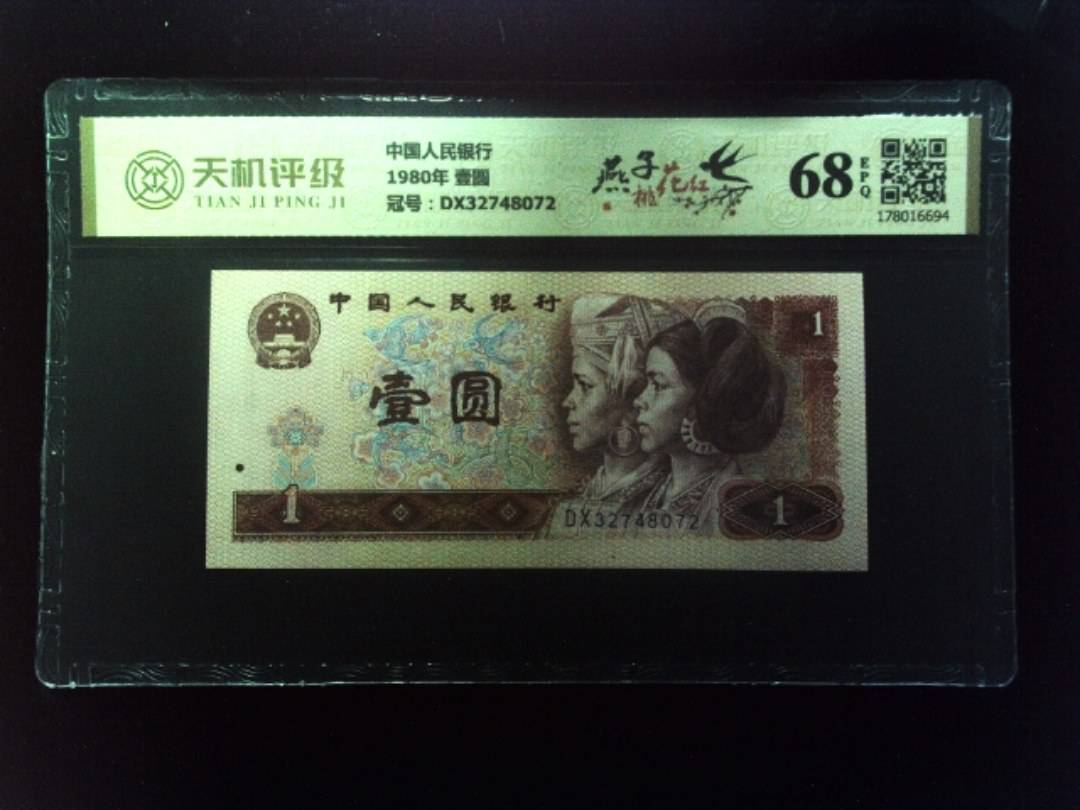 天机评级
TIAN JI PING JI
中国人民银行
1980年 壹圆
冠号：DX32748072
燕子
桃花红
68
EPQ
178016694
中国人民银行
1
壹圆
1
DX32748072
1